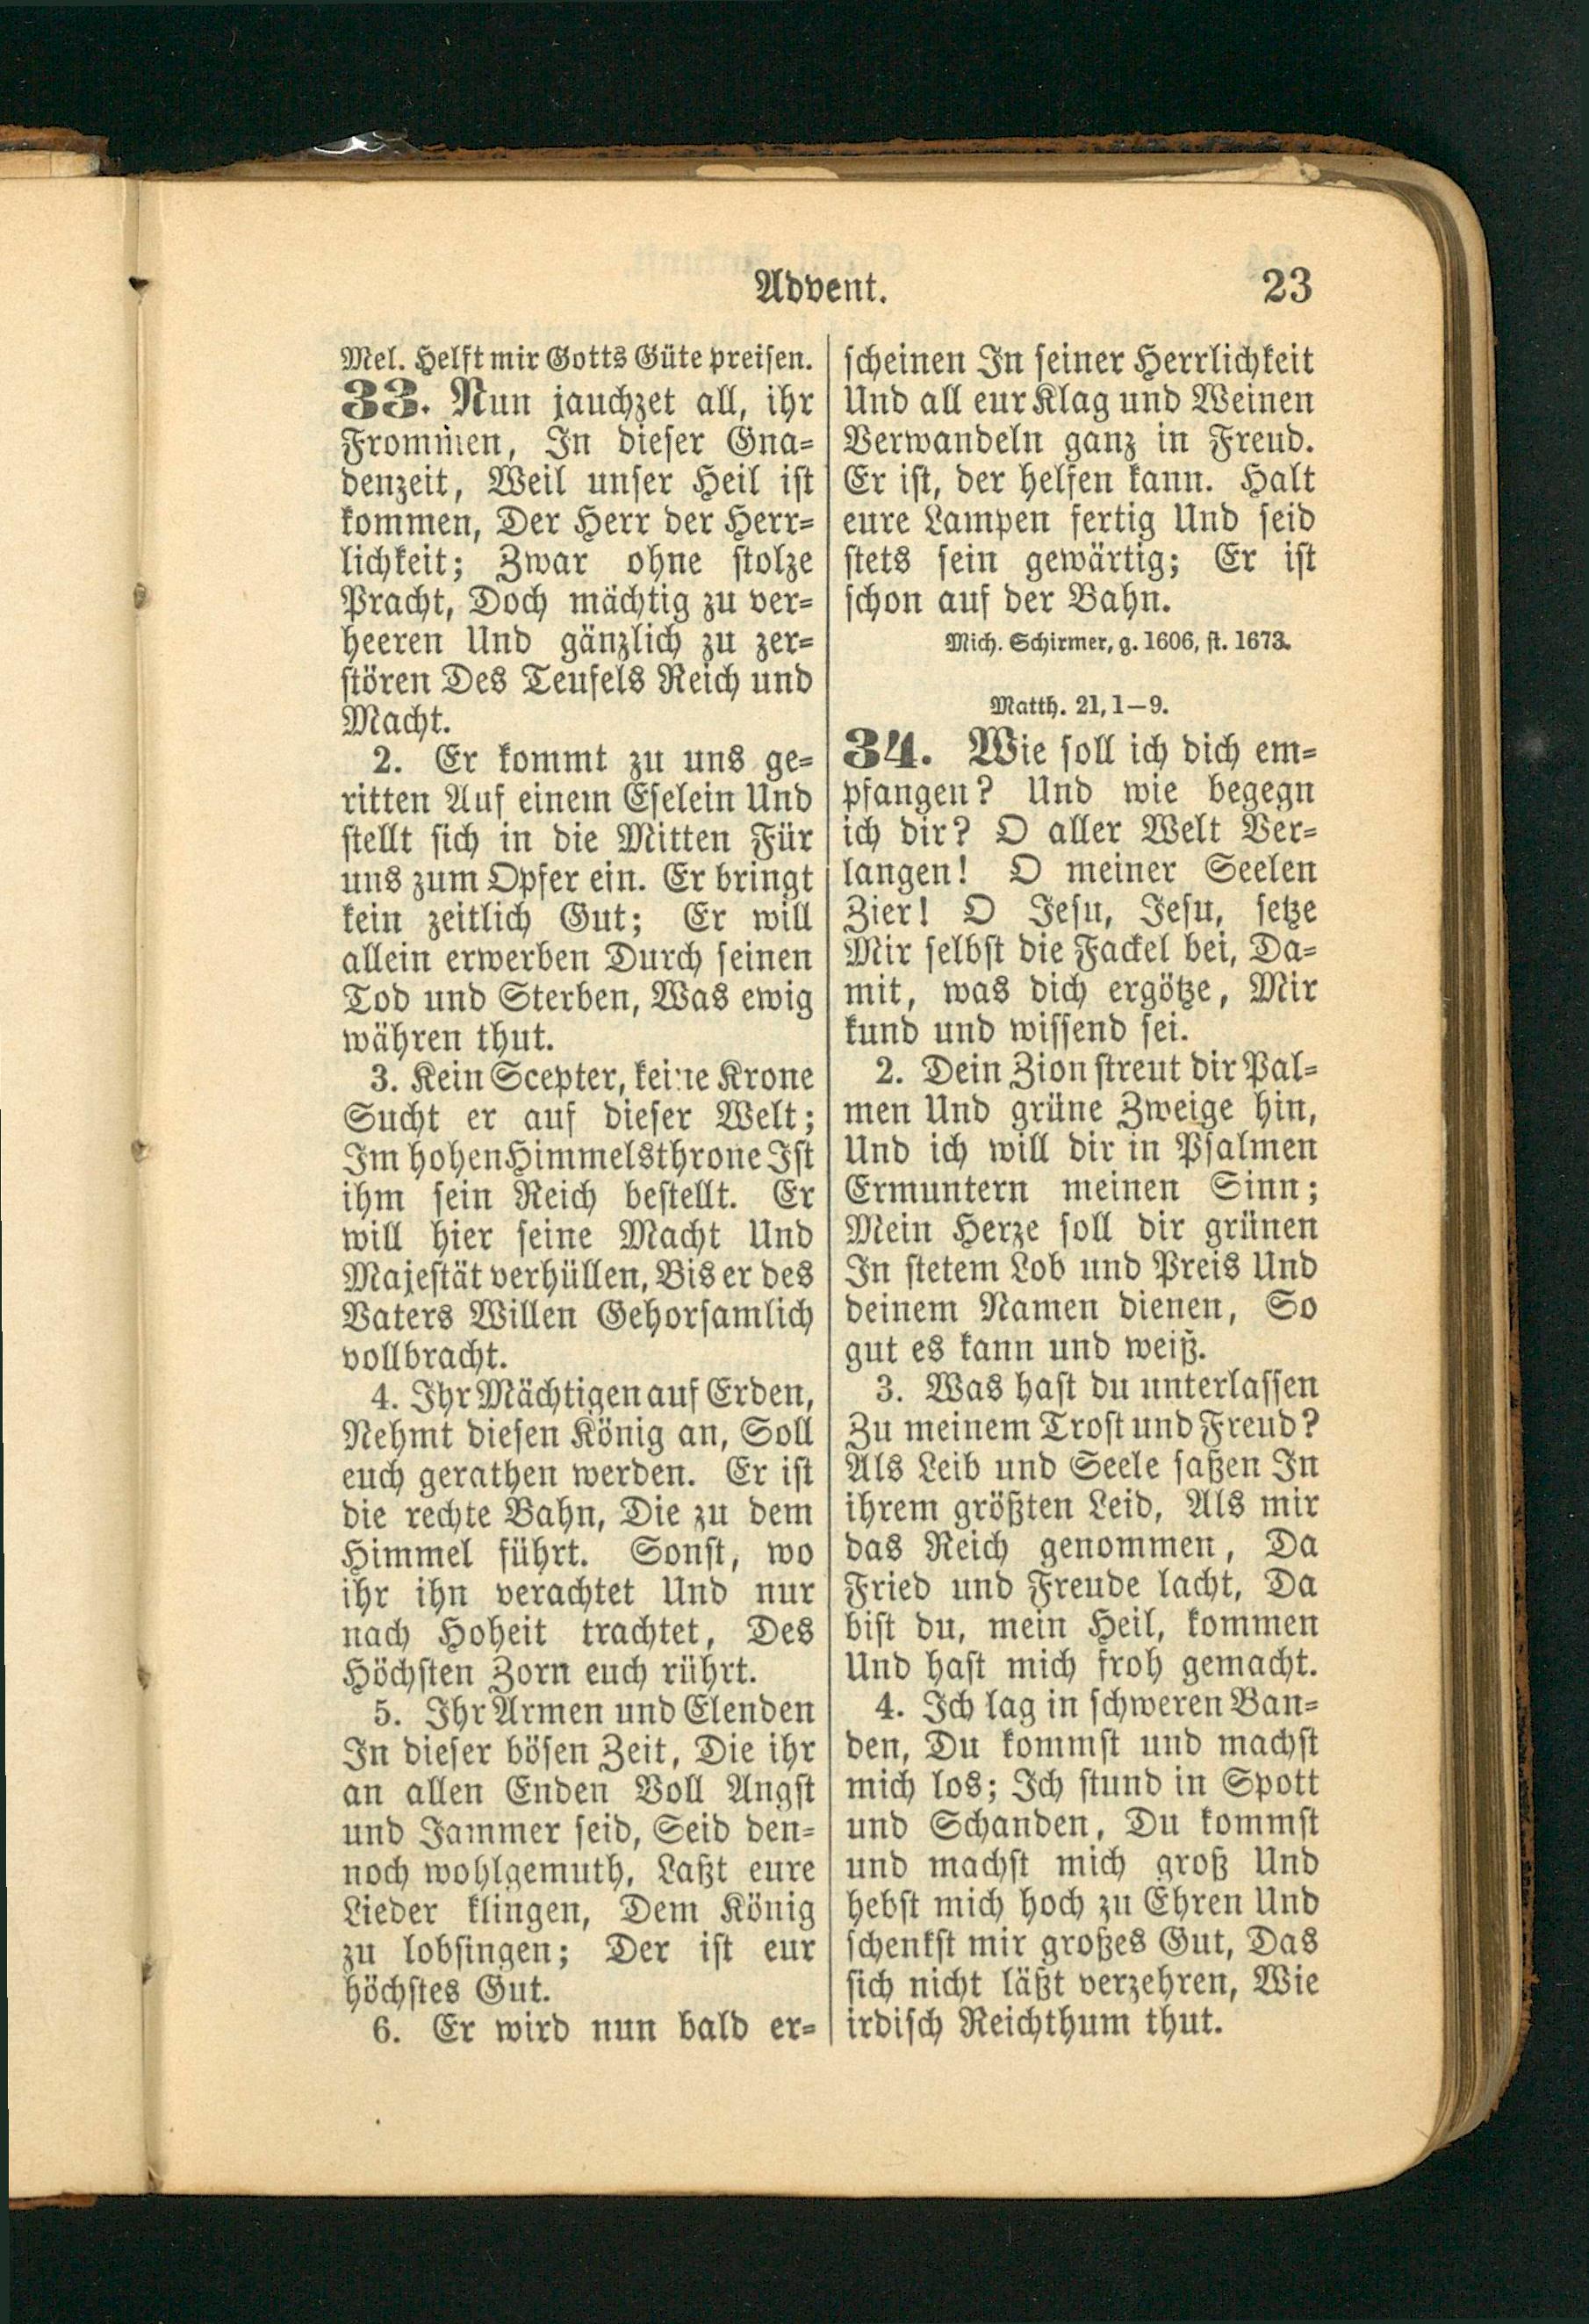 Advent. 23
Mel. Helft mir Gotts Güte preisen.
33. Nun jauchzet all, ihr
Frommen, In dieser Gna=
denzeit, Weil unser Heil ist
kommen, Der Herr der Herr=
lichkeit; Zwar ohne stolze
Pracht, Doch mächtig zu ver=
heeren Und gänzlich zu zer=
stören Des Teufels Reich und
Macht.
2. Er kommt zu uns ge=
ritten Auf einem Eselein Und
stellt sich in die Mitten Für
uns zum Opfer ein. Er bringt
kein zeitlich Gut; Er will
allein erwerben Durch seinen
Tod und Sterben, Was ewig
währen thut.
3. Kein Scepter, keine Krone
Sucht er auf dieser Welt;
Im hohen Himmelsthrone Ist
ihm sein Reich bestellt. Er
will hier seine Macht Und
Majestät verhüllen, Bis er des
Vaters Willen Gehorsamlich
vollbracht.
4. Ihr Mächtigen auf Erden,
Nehmt diesen König an, Soll
euch gerathen werden. Er ist
die rechte Bahn, Die zu dem
Himmel führt. Sonst, wo
ihr ihn verachtet Und nur
nach Hoheit trachtet, Des
Höchsten Zorn euch rührt.
5. Ihr Armen und Elenden
In dieser bösen Zeit, Die ihr
an allen Enden Voll Angst
und Jammer seid, Seid den=
noch wohlgemuth, Laßt eure
Lieder klingen, Dem König
zu lobsingen; Der ist eur
höchstes Gut.
6. Er wird nun bald er=
scheinen In seiner Herrlichkeit
Und all eur Klag und Weinen
Verwandeln ganz in Freud.
Er ist, der helfen kann. Halt
eure Lampen fertig Und seid
stets sein gewärtig; Er ist
schon auf der Bahn.
Mich. Schirmer, g. 1606, st. 1673.
Matth. 21, 1—9.
34. Wie soll ich dich em=
pfangen? Und wie begegn
ich dir? O aller Welt Ver=
langen! O meiner Seelen
Zier! O Jesu, Jesu, setze
Mir selbst die Fackel bei, Da=
mit, was dich ergötze, Mir
kund und wissend sei.
2. Dein Zion streut dir Pal=
men Und grüne Zweige hin,
Und ich will dir in Psalmen
Ermuntern meinen Sinn;
Mein Herze soll dir grünen
In stetem Lob und Preis Und
deinem Namen dienen, So
gut es kann und weiß.
3. Was hast du unterlassen
Zu meinem Trost und Freud?
Als Leib und Seele saßen In
ihrem größten Leid, Als mir
das Reich genommen, Da
Fried und Freude lacht, Da
bist du, mein Heil, kommen
Und hast mich froh gemacht.
4. Ich lag in schweren Ban=
den, Du kommst und machst
mich los; Ich stund in Spott
und Schanden, Du kommst
und machst mich groß Und
hebst mich hoch zu Ehren Und
schenkst mir großes Gut, Das
sich nicht läßt verzehren, Wie
irdisch Reichthum thut.